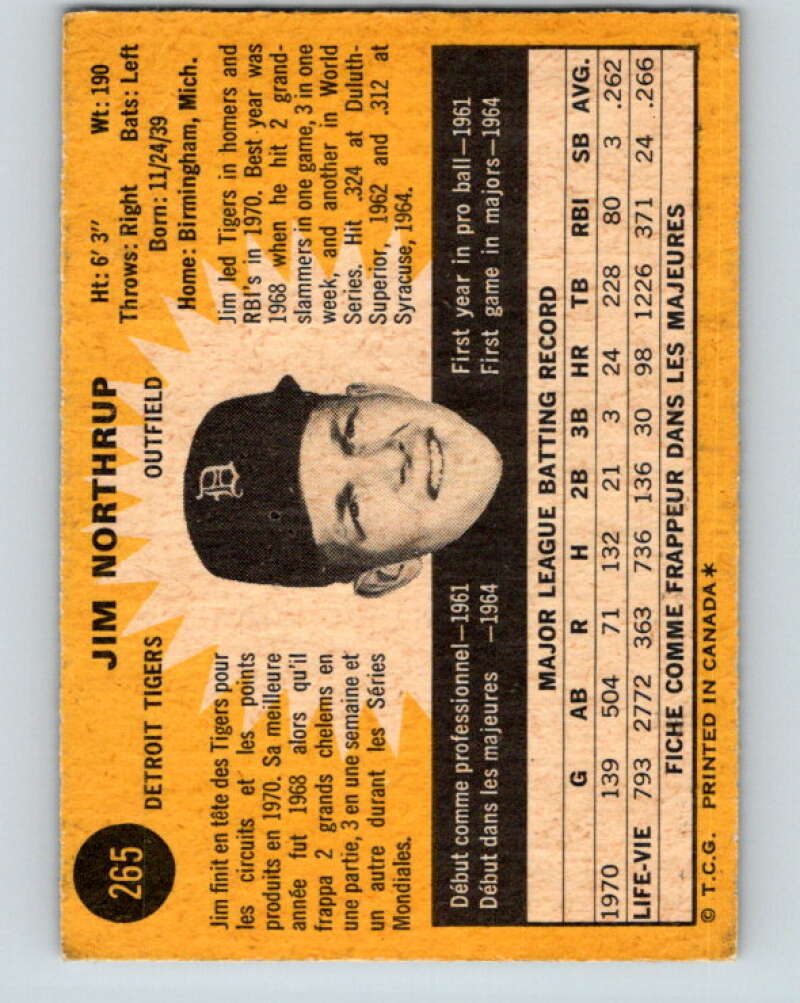 265
JIM NORTHRUP
DETROIT TIGERS OUTFIELD
Ht: 6' 3" Wt: 190
Throws: Right Bats: Left
Born: 11/24/39
Home: Birmingham, Mich.
Jim finit en tête des Tigers pour
les circuits et les points
produits en 1970. Sa meilleure
année fut 1968 alors qu'il
frappa 2 grands chelems en
une partie, 3 en une semaine et
un autre durant les Séries
Mondiales.
D
Jim led Tigers in homers and
RBI's in 1970. Best year was
1968 when he hit 2 grand-
slammers in one game, 3 in one
week, and another in World
Series. Hit .324 at Duluth-
Superior, 1962 and .312 at
Syracuse, 1964.
Début comme professionnel—1961
Début dans les majeures —1964
First year in pro ball—1961
First game in majors—1964
MAJOR LEAGUE BATTING RECORD
G AB R H 2B 3B HR TB RBI SB AVG.
1970 139 504 71 132 21 3 24 228 80 3 .262
LIFE-VIE 793 2772 363 736 136 30 98 1226 371 24 .266
FICHE COMME FRAPPEUR DANS LES MAJEURES
© T.C.G. PRINTED IN CANADA*